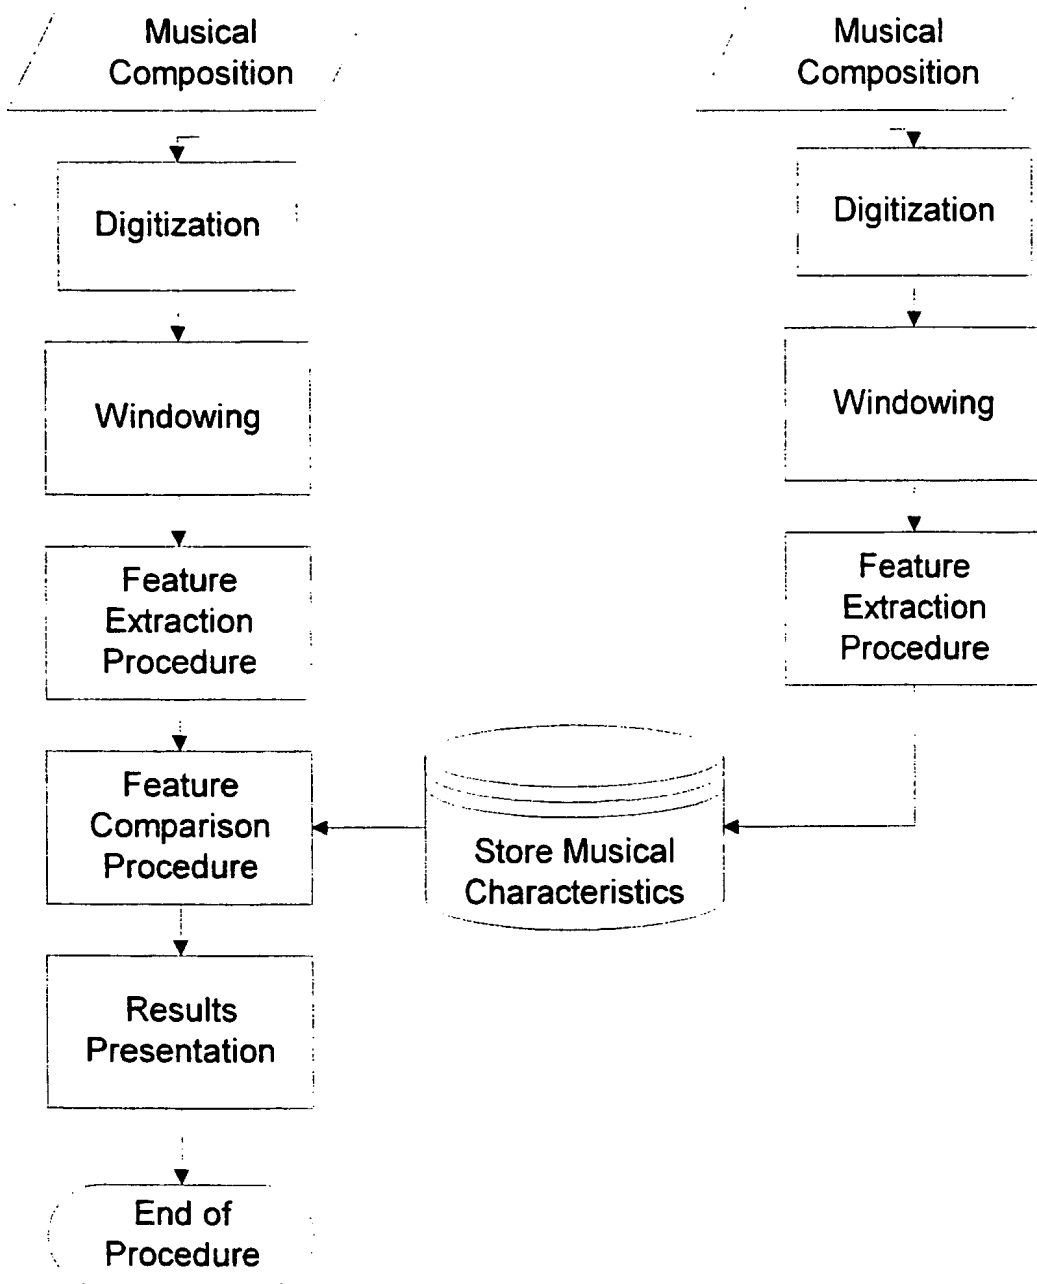 Musical
Composition
Digitization
Windowing
Feature
Extraction
Procedure
Feature
Comparison
Procedure
Results
Presentation
End of
Procedure
Musical
Composition
Digitization
Windowing
Feature
Extraction
Procedure
Store Musical
Characteristics